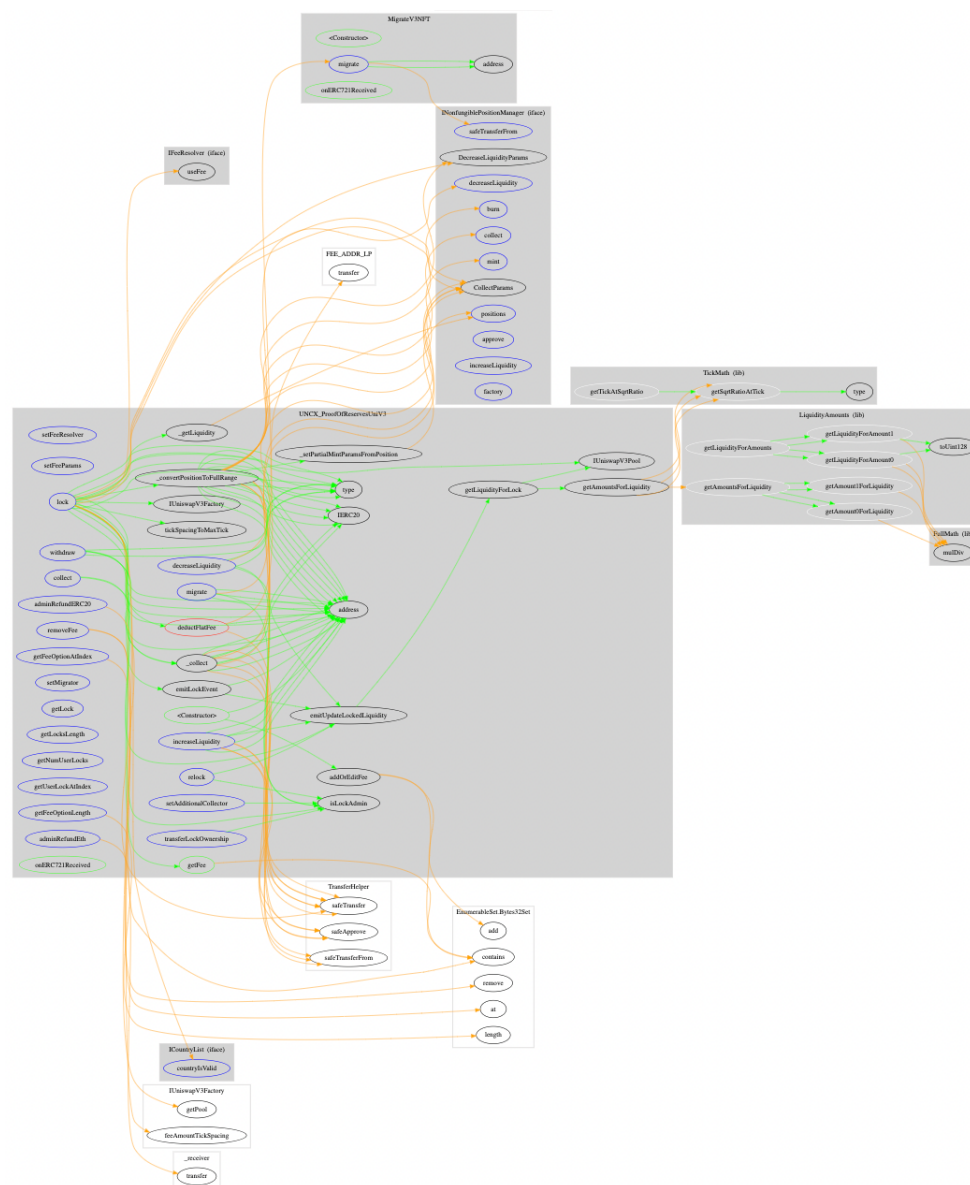 MigrateV3NFT
<Constructor>
migrate
address
onERC721Received
INonfungiblePositionManager (iface)
safeTransferFrom
DecreaseLiquidityParams
decreaseLiquidity
burn
collect
mint
CollectParams
positions
approve
increaseLiquidity
factory
IFeeResolver (iface)
useFee
FEE_ADDR_LP
transfer
TickMath (lib)
getTickAtSqrtRatio
getSqrtRatioAtTick
type
LiquidityAmounts (lib)
getLiquidityForAmounts
getLiquidityForAmount1
getLiquidityForAmount0
toUint128
getAmountsForLiquidity
getAmount1ForLiquidity
getAmount0ForLiquidity
FullMath (lib
mulDiv
UNCX_ProofOfReservesUniV3
setFeeResolver
setFeeParams
lock
withdraw
collect
adminRefundERC20
removeFee
getFeeOptionAtIndex
setMigrator
getLock
getLocksLength
getNumUserLocks
getUserLockAtIndex
getFeeOptionLength
adminRefundEth
onERC721Received
_getLiquidity
_convertPositionToFullRange
IUniswapV3Factory
tickSpacingToMaxTick
decreaseLiquidity
migrate
deductFlatFee
_collect
emitLockEvent
<Constructor>
increaseLiquidity
relock
setAdditionalCollector
transferLockOwnership
getFee
_setPartialMintParamsFromPosition
type
IERC20
address
emitUpdateLockedLiquidity
addOrEditFee
isLockAdmin
getLiquidityForLock
IUniswapV3Pool
getAmountsForLiquidity
TransferHelper
safeTransfer
safeApprove
safeTransferFrom
EnumerableSet.Bytes32Set
add
contains
remove
at
length
ICountryList (iface)
countryIsValid
IUniswapV3Factory
getPool
feeAmountTickSpacing
_receiver
transfer